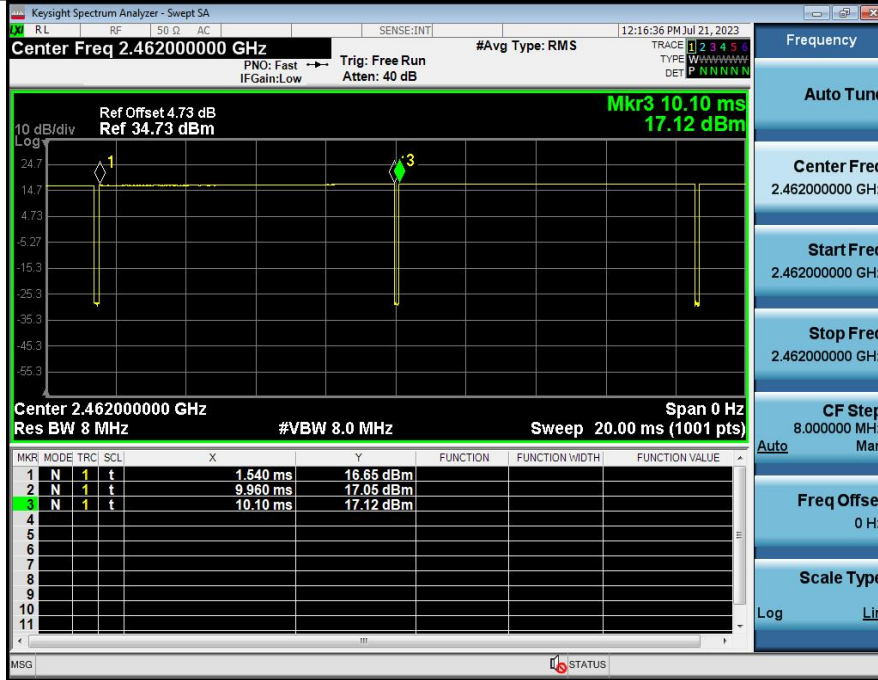 Keysight Spectrum Analyzer - Swept SA
LXI RL RF 50 Ω AC SENSE:INT 12:16:36 PM Jul 21, 2023
Center Freq 2.462000000 GHz #Avg Type: RMS TRACE 1 2 3 4 5 6
PNO: Fast Trig: Free Run TYPE WWWWWW
IFGain:Low Atten: 40 dB DET P N N N N N
Frequency
Auto Tune
Center Freq
2.462000000 GHz
Start Freq
2.462000000 GHz
Stop Freq
2.462000000 GHz
CF Step
8.000000 MHz
Auto Man
Freq Offset
0 Hz
Scale Type
Log Lin
Mkr3 10.10 ms
17.12 dBm
Ref Offset 4.73 dB
10 dB/div Ref 34.73 dBm
Log
1
3
24.7
14.7
4.73
-5.27
-15.3
-25.3
-35.3
-45.3
-55.3
Center 2.462000000 GHz Span 0 Hz
Res BW 8 MHz #VBW 8.0 MHz Sweep 20.00 ms (1001 pts)
MKR MODE TRC SCL X Y FUNCTION FUNCTION WIDTH FUNCTION VALUE
1 N 1 t 1.540 ms 16.65 dBm
2 N 1 t 9.960 ms 17.05 dBm
3 N 1 t 10.10 ms 17.12 dBm
4
5
6
7
8
9
10
11
MSG STATUS